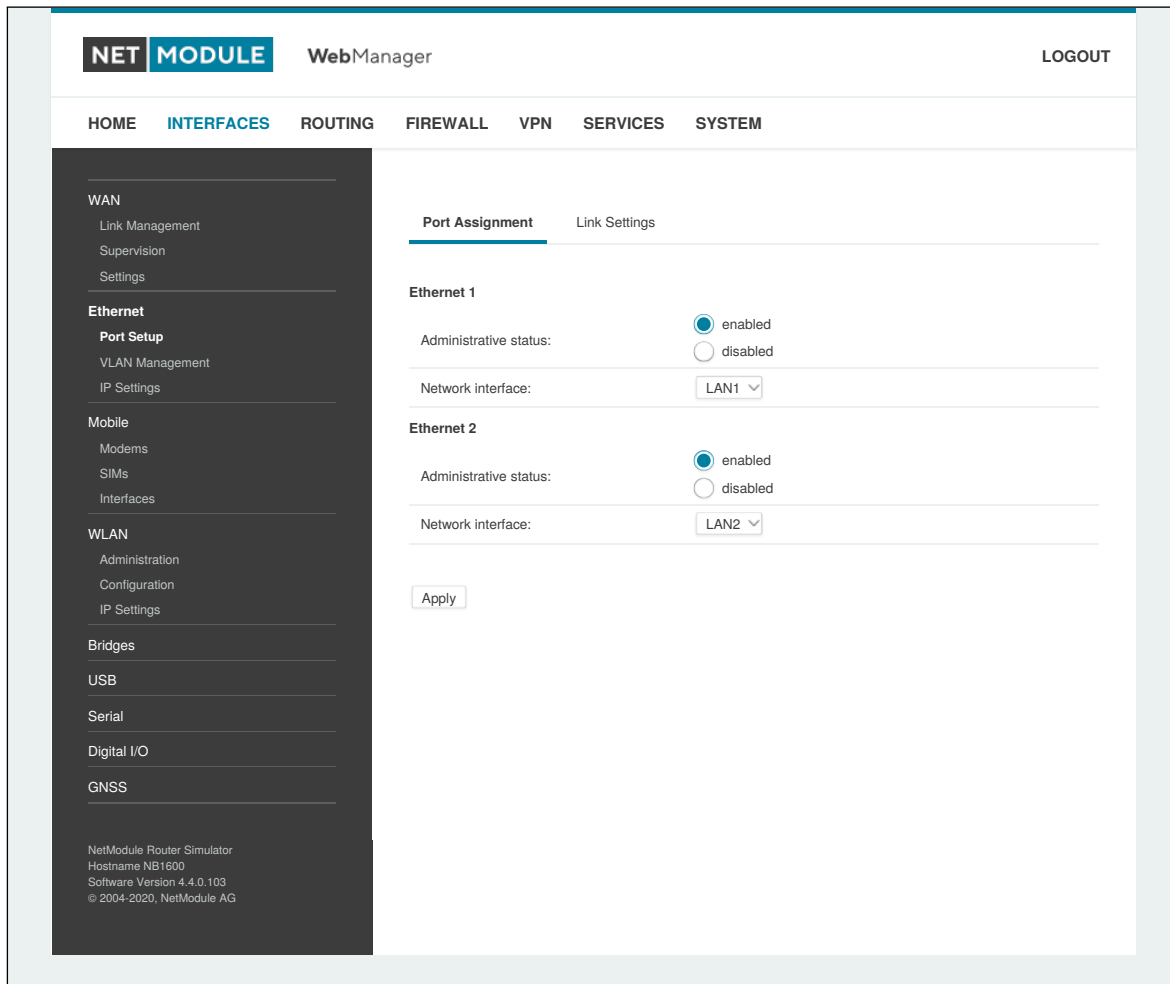 NET MODULE WebManager LOGOUT
HOME INTERFACES ROUTING FIREWALL VPN SERVICES SYSTEM
WAN
Link Management
Supervision
Settings
Ethernet
Port Setup
VLAN Management
IP Settings
Mobile
Modems
SIMs
Interfaces
WLAN
Administration
Configuration
IP Settings
Bridges
USB
Serial
Digital I/O
GNSS
NetModule Router Simulator
Hostname NB1600
Software Version 4.4.0.103
© 2004-2020, NetModule AG
Port Assignment Link Settings
Ethernet 1
Administrative status:
enabled
disabled
Network interface: LAN1
Ethernet 2
Administrative status:
enabled
disabled
Network interface: LAN2
Apply